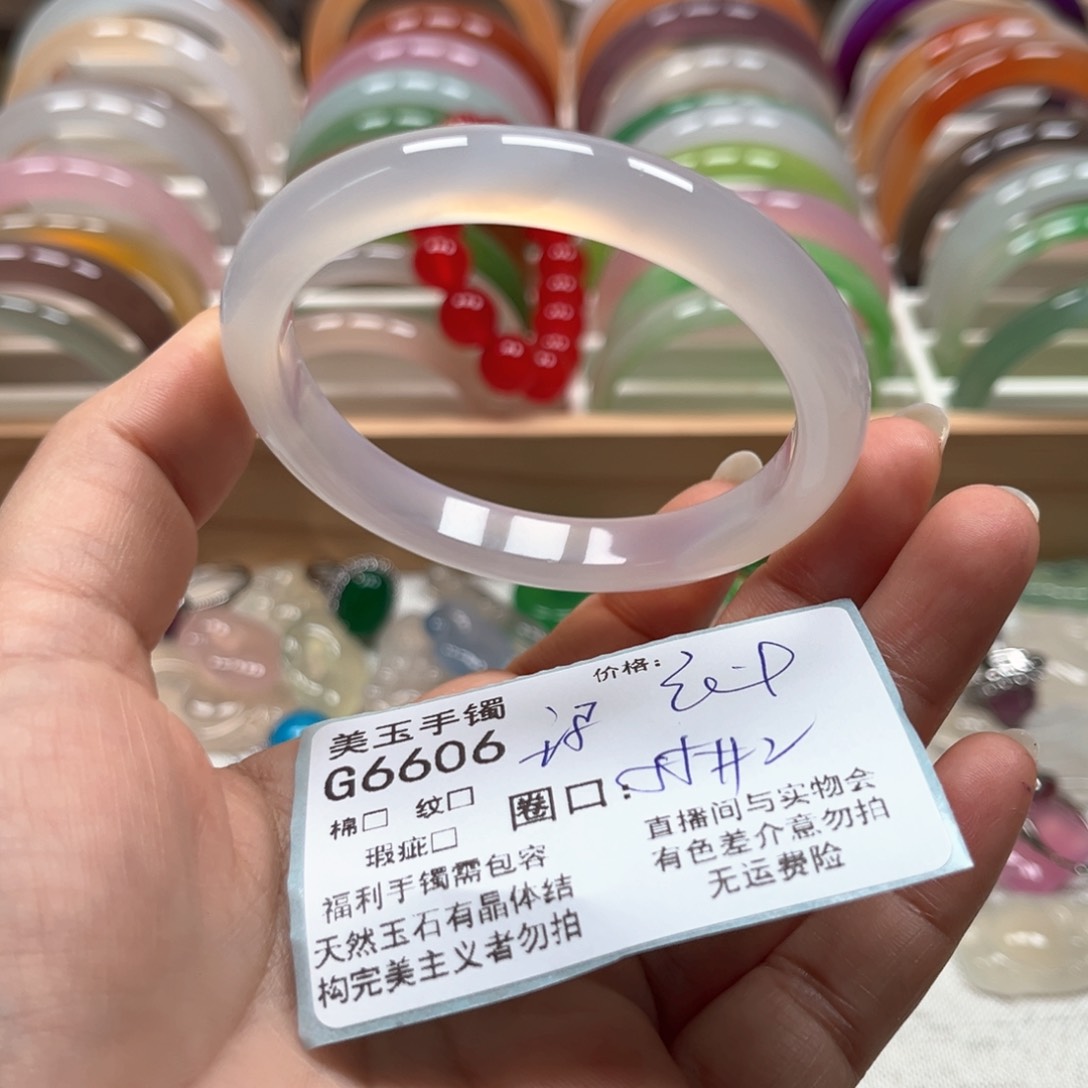 价格:
美玉手镯
G6606
棉□ 纹□ 圈口:
瑕疵□
福利手镯需包容
天然玉石有晶体结
构完美主义者勿拍
直播间与实物会
有色差介意勿拍
无运费险